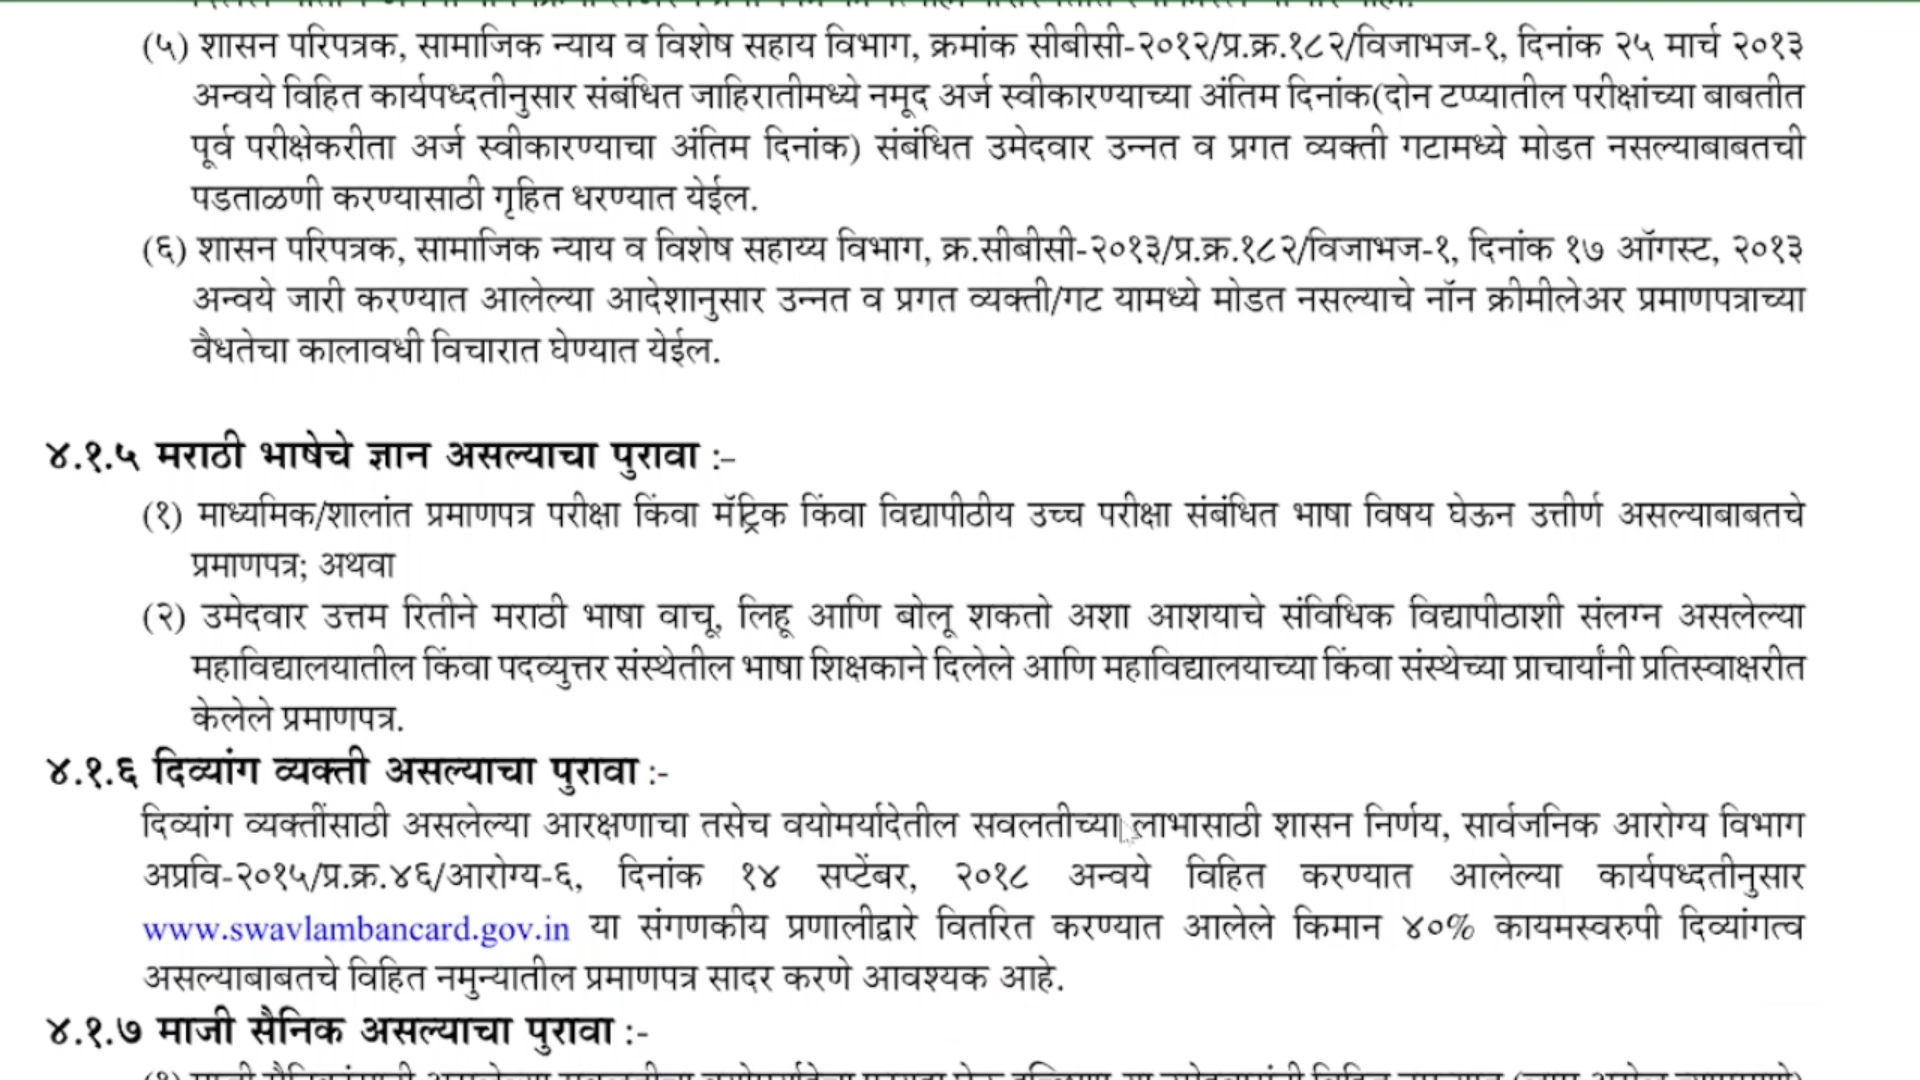 (५) शासन परिपत्रक, सामाजिक न्याय व विशेष सहाय विभाग, क्रमांक सीबीसी-२०१२/प्र.क्र.१८२/विजाभज-१, दिनांक २५ मार्च २०१३
अन्वये विहित कार्यपध्दतीनुसार संबंधित जाहिरातीमध्ये नमूद अर्ज स्वीकारण्याच्या अंतिम दिनांक(दोन टप्प्यातील परीक्षांच्या बाबतीत
पूर्व परीक्षेकरीता अर्ज स्वीकारण्याचा अंतिम दिनांक) संबंधित उमेदवार उन्नत व प्रगत व्यक्ती गटामध्ये मोडत नसल्याबाबतची
पडताळणी करण्यासाठी गृहित धरण्यात येईल.
(६) शासन परिपत्रक, सामाजिक न्याय व विशेष सहाय्य विभाग, क्र.सीबीसी-२०१३/प्र.क्र.१८२/विजाभज-१, दिनांक १७ ऑगस्ट, २०१३
अन्वये जारी करण्यात आलेल्या आदेशानुसार उन्नत व प्रगत व्यक्ती/गट यामध्ये मोडत नसल्याचे नॉन क्रीमीलेअर प्रमाणपत्राच्या
वैधतेचा कालावधी विचारात घेण्यात येईल.
४.१.५ मराठी भाषेचे ज्ञान असल्याचा पुरावा :-
(१) माध्यमिक/शालांत प्रमाणपत्र परीक्षा किंवा मॅट्रिक किंवा विद्यापीठीय उच्च परीक्षा संबंधित भाषा विषय घेऊन उत्तीर्ण असल्याबाबतचे
प्रमाणपत्र; अथवा
(२) उमेदवार उत्तम रितीने मराठी भाषा वाचू, लिहू आणि बोलू शकतो अशा आशयाचे संविधिक विद्यापीठाशी संलग्न असलेल्या
महाविद्यालयातील किंवा पदव्युत्तर संस्थेतील भाषा शिक्षकाने दिलेले आणि महाविद्यालयाच्या किंवा संस्थेच्या प्राचार्यांनी प्रतिस्वाक्षरीत
केलेले प्रमाणपत्र.
४.१.६ दिव्यांग व्यक्ती असल्याचा पुरावा :-
दिव्यांग व्यक्तींसाठी असलेल्या आरक्षणाचा तसेच वयोमर्यादेतील सवलतीच्या लाभासाठी शासन निर्णय, सार्वजनिक आरोग्य विभाग
अप्रवि-२०१५/प्र.क्र.४६/आरोग्य-६, दिनांक १४ सप्टेंबर, २०१८ अन्वये विहित करण्यात आलेल्या कार्यपध्दतीनुसार
www.swavlambancard.gov.in या संगणकीय प्रणालीद्वारे वितरित करण्यात आलेले किमान ४०% कायमस्वरुपी दिव्यांगत्व
असल्याबाबतचे विहित नमुन्यातील प्रमाणपत्र सादर करणे आवश्यक आहे.
४.१.७ माजी सैनिक असल्याचा पुरावा :-